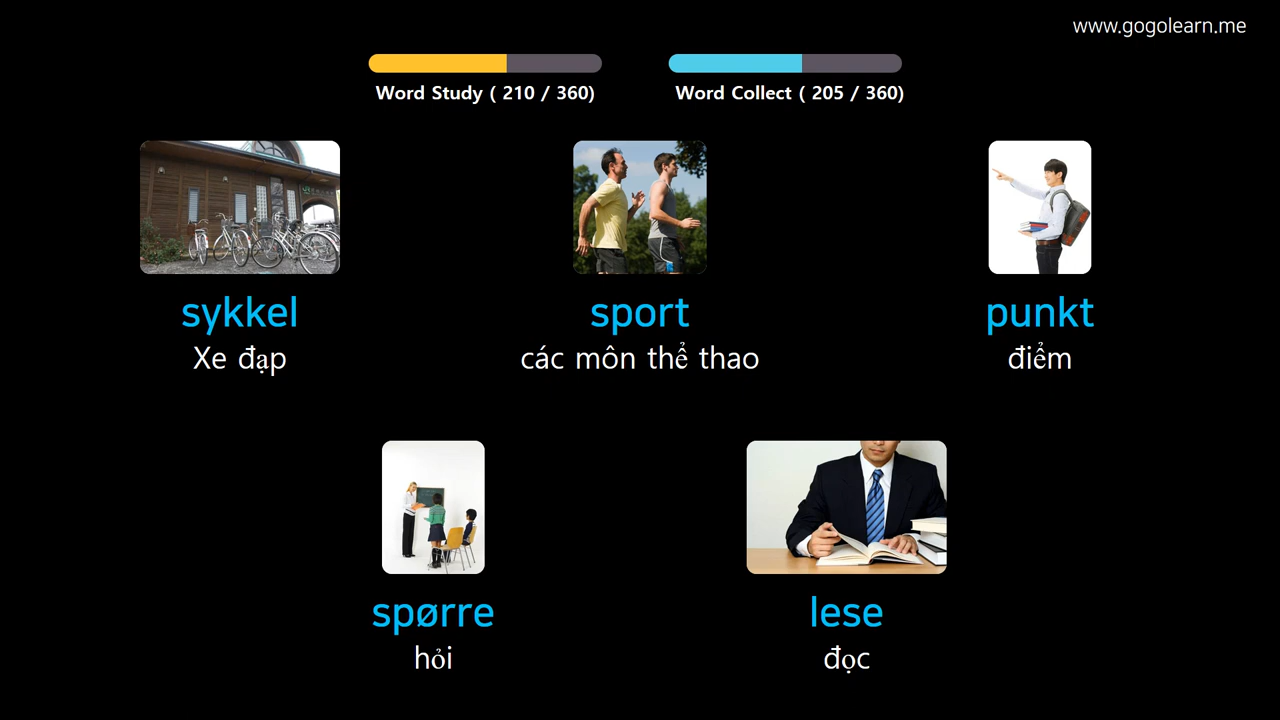 www.gogolearn.me
Word Study ( 210 / 360)
Word Collect ( 205 / 360)
sykkel
Xe đạp
sport
các môn thể thao
punkt
điểm
spørre
hỏi
lese
đọc